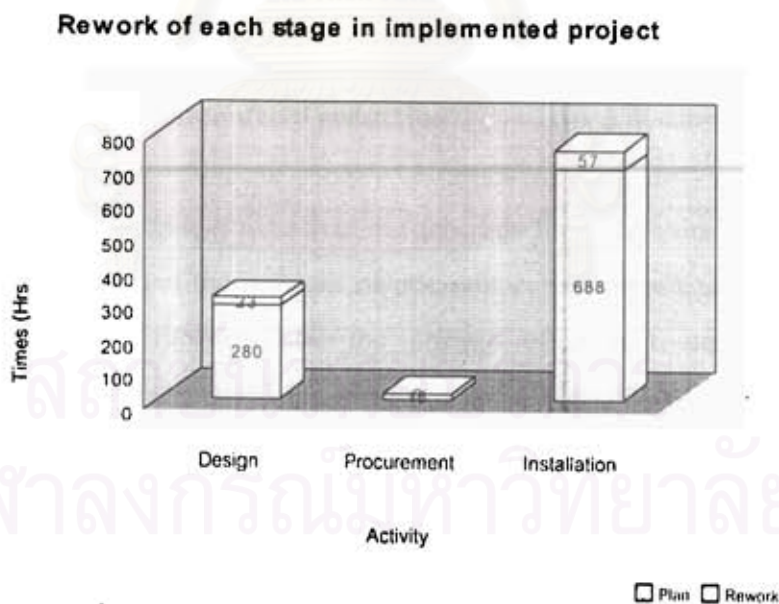 Rework of each stage in implemented project
800
700
600
500
400
300
200
100
0
Times (Hrs
280
57
688
Design Procurement Installation
Activity
Plan Rework